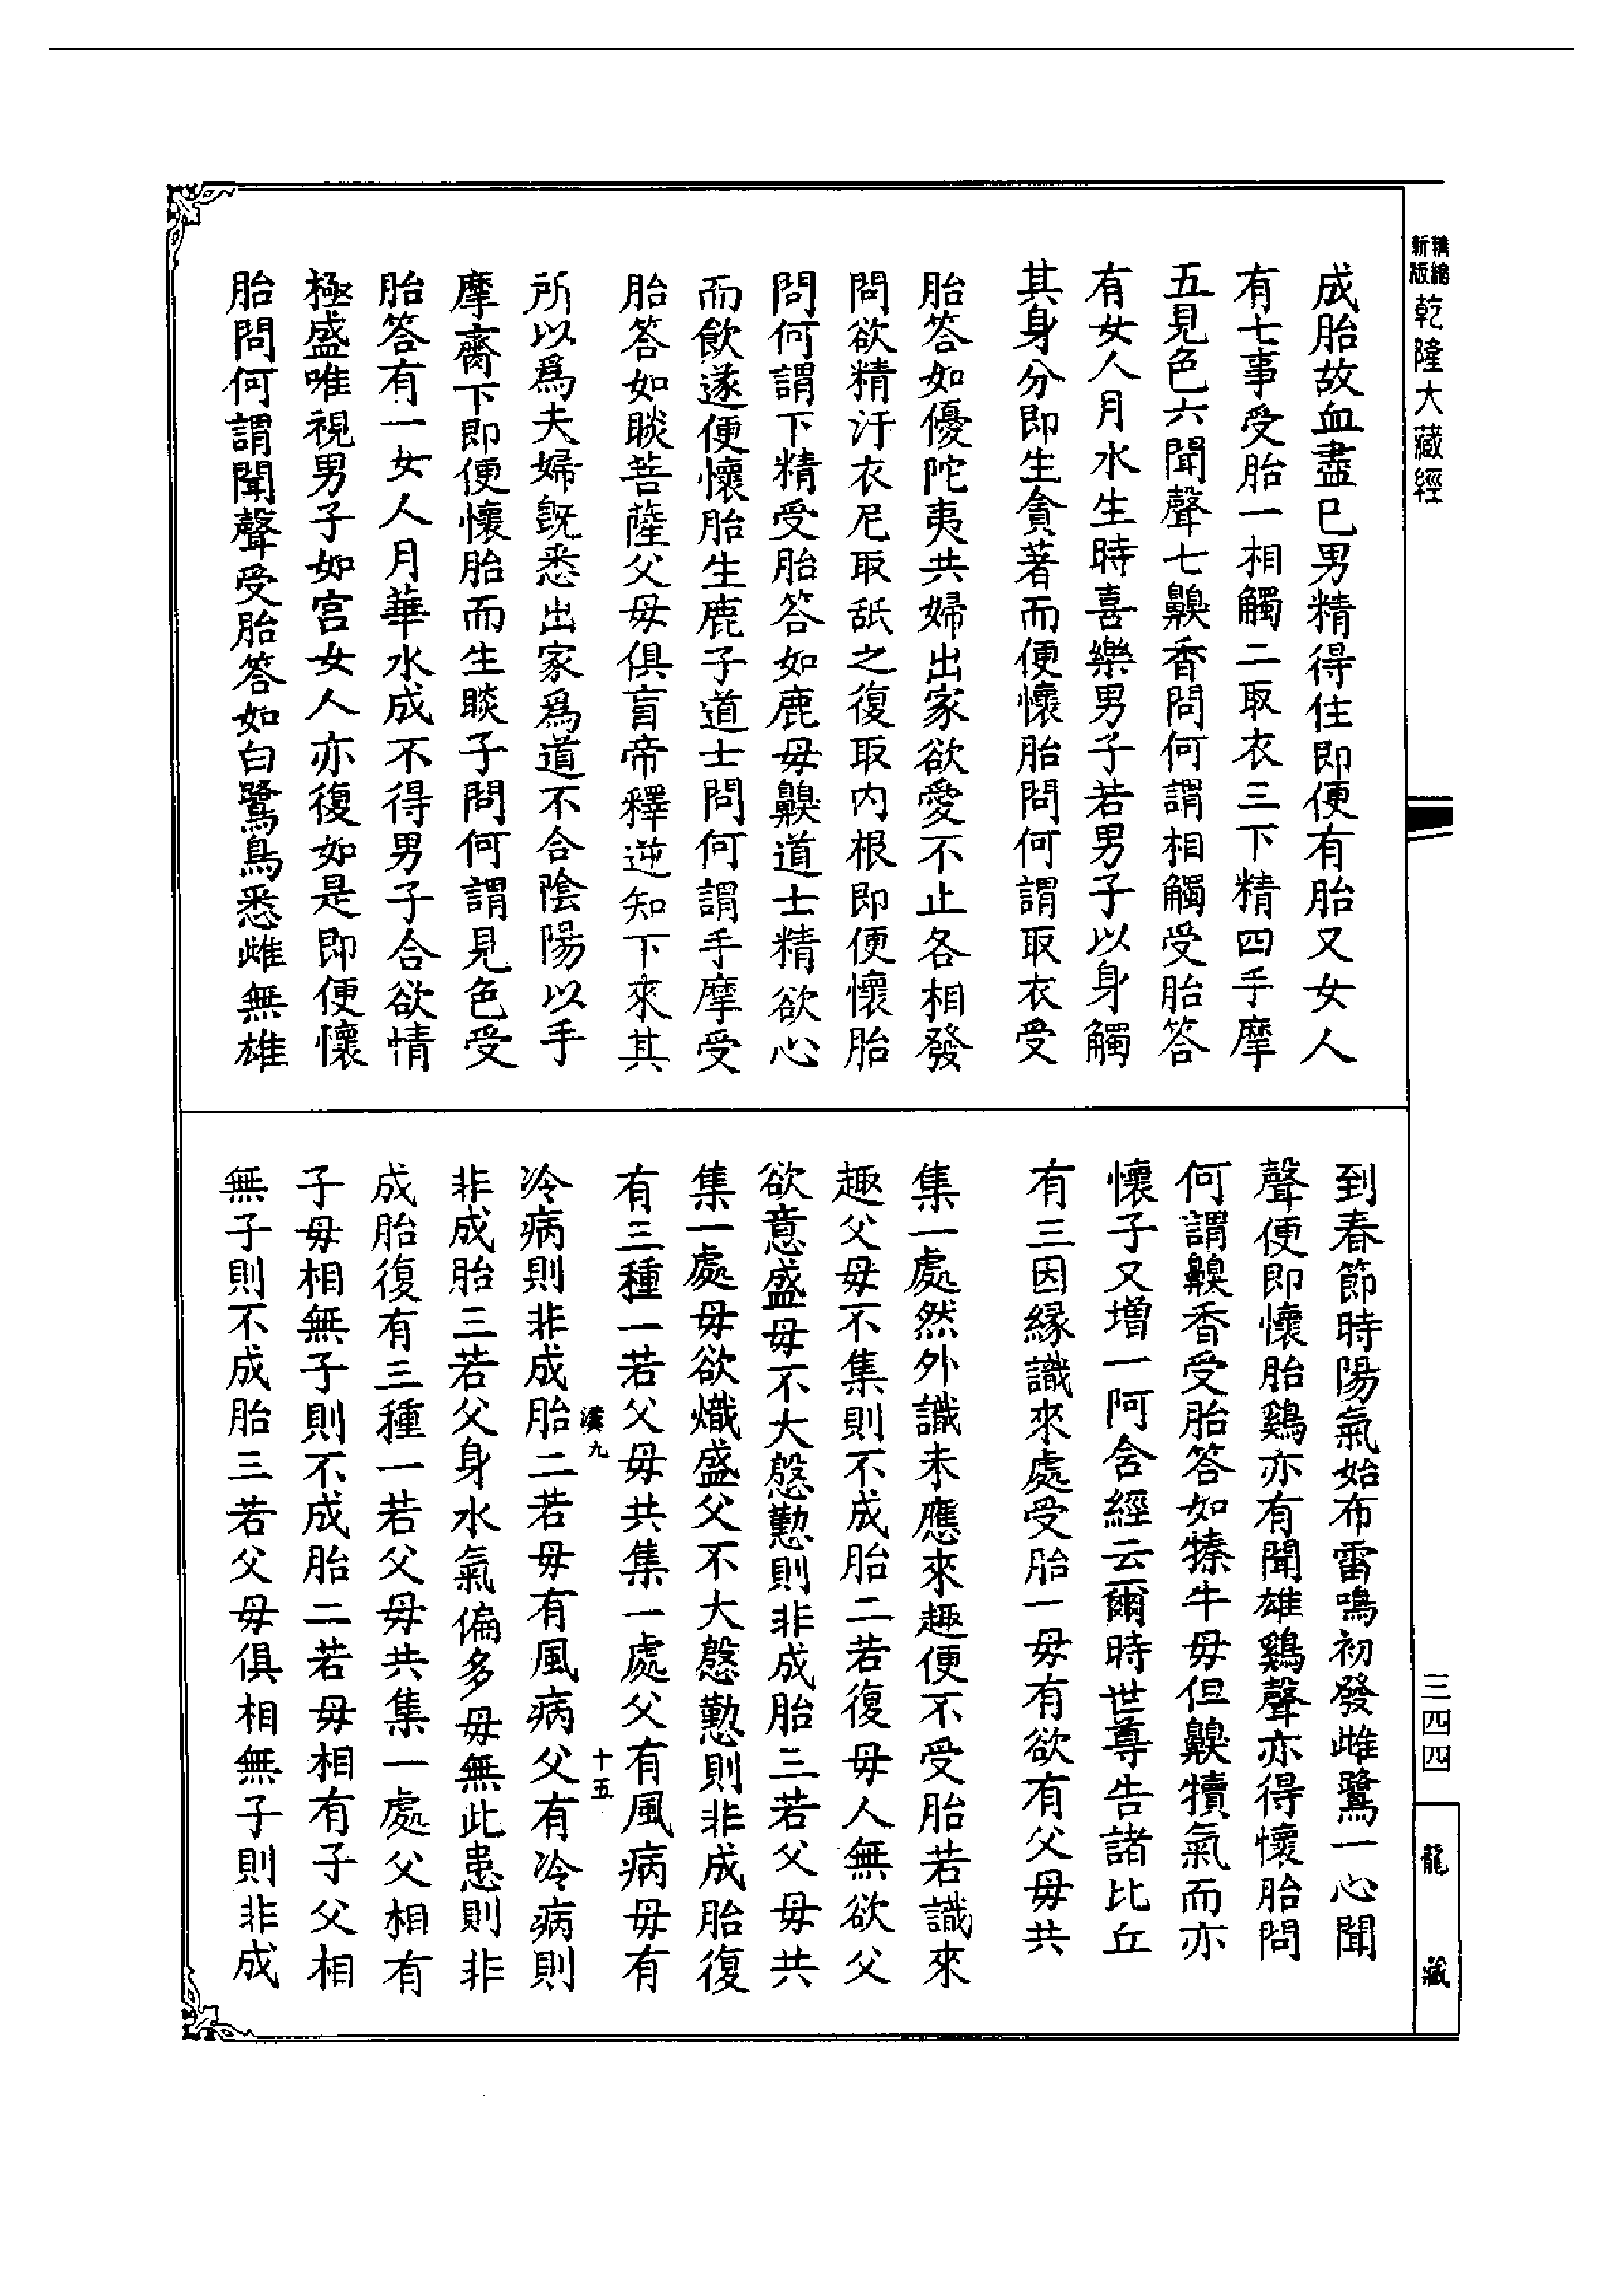 新版精縮乾隆大藏經
成胎故血盡已男精得住即便有胎又女人
有七事受胎一相觸二取衣三下精四手摩
五見色六聞聲七齅香問何謂相觸受胎答
有女人月水生時喜樂男子若男子以身觸
其身分即生貪著而便懷胎問何謂取衣受
胎答如優陀夷共婦出家欲愛不止各相發
問欲精汙衣尼取舐之復取內根即便懷胎
問何謂下精受胎答如鹿母齅道士精欲心
而飲遂便懷胎生鹿子道士問何謂手摩受
胎答如睒菩薩父母俱盲帝釋逆知下來其
所以爲夫婦旣悉出家爲道不合陰陽以手
摩臍下即便懷胎而生睒子問何謂見色受
胎答有一女人月華水成不得男子合欲情
極盛唯視男子如宮女人亦復如是即便懷
胎問何謂聞聲受胎答如白鷺鳥悉雌無雄
到春節時陽氣始布雷鳴初發雌鷺一心聞
聲便即懷胎鷄亦有聞雄鷄聲亦得懷胎問
何謂齅香受胎答如㹀牛母但齅犢氣而亦
懷子又增一阿含經云爾時世尊告諸比丘
有三因緣識來處受胎一母有欲有父母共
集一處然外識未應來趣便不受胎若識來
趣父母不集則不成胎二若復母人無欲父
欲意盛母不大慇懃則非成胎三若父母共
集一處母欲熾盛父不大慇懃則非成胎復
有三種一若父母共集一處父有風病母有
漢九 十五
冷病則非成胎二若母有風病父有冷病則
非成胎三若父身水氣偏多母無此患則非
成胎復有三種一若父母共集一處父相有
子母相無子則不成胎二若母相有子父相
無子則不成胎三若父母俱相無子則非成
三四四
龍藏